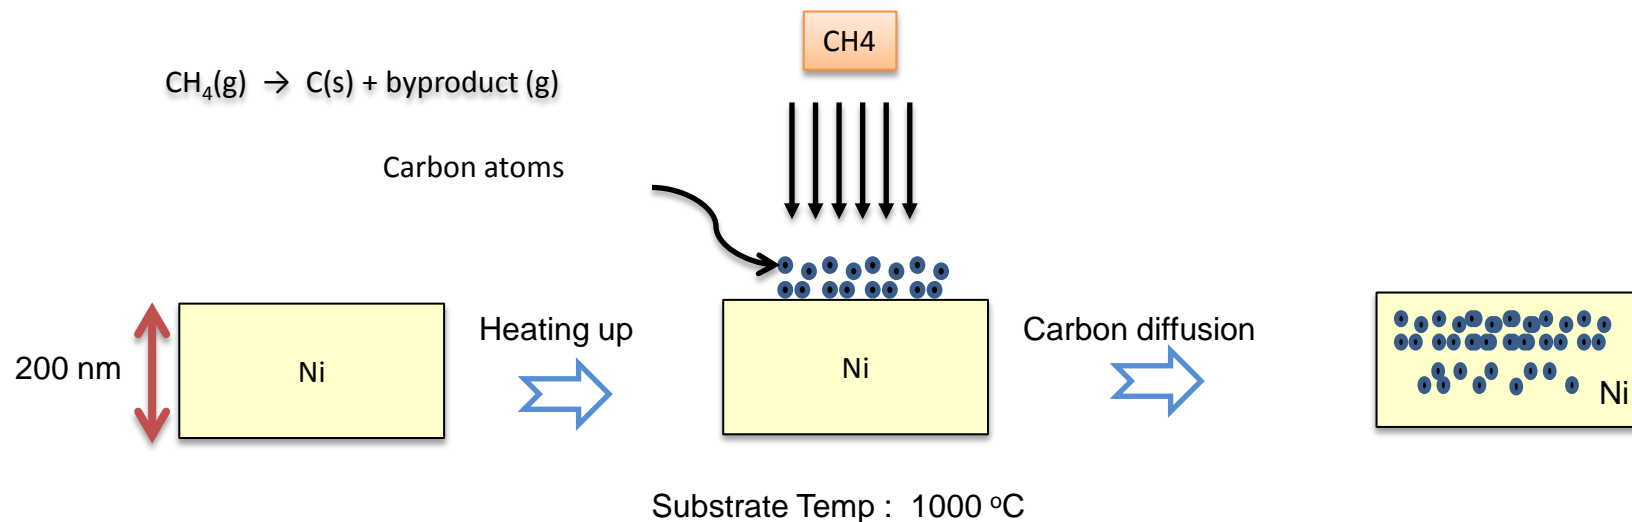 CH4
CH₄(g) → C(s) + byproduct (g)
Carbon atoms
200 nm
Ni
Heating up
Ni
Carbon diffusion
Ni
Substrate Temp : 1000 ºC